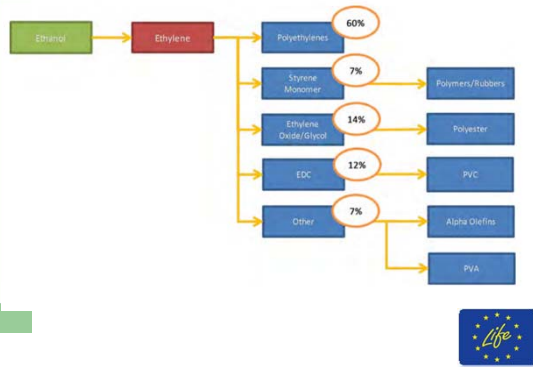 Ethanol
Ethylene
Polyethylenes
60%
Styrene
Monomer
7%
Polymers/Rubbers
Ethylene
Oxide/Glycol
14%
Polyester
EDC
12%
PVC
Other
7%
Alpha Olefins
PVA
Life